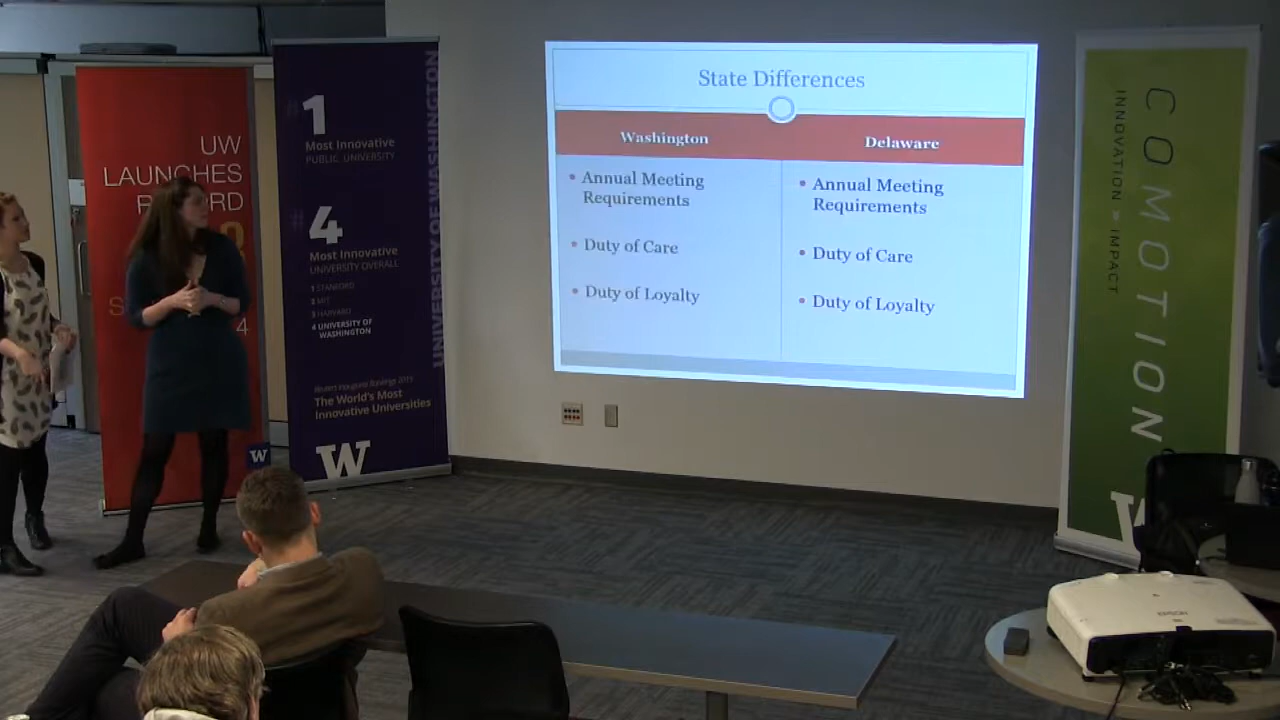 UW
LAUNCHES
#1
Most Innovative
PUBLIC UNIVERSITY
#4
Most Innovative
UNIVERSITY OVERALL
1 STANFORD
2 MIT
3 HARVARD
4 UNIVERSITY OF
WASHINGTON
The World's Most
Innovative Universities
W
UNIVERSITY OF WASHINGTON
W
State Differences
Washington
Delaware
• Annual Meeting
Requirements
• Duty of Care
• Duty of Loyalty
• Annual Meeting
Requirements
• Duty of Care
• Duty of Loyalty
COMOTION
INNOVATION » IMPACT
W
EPSON